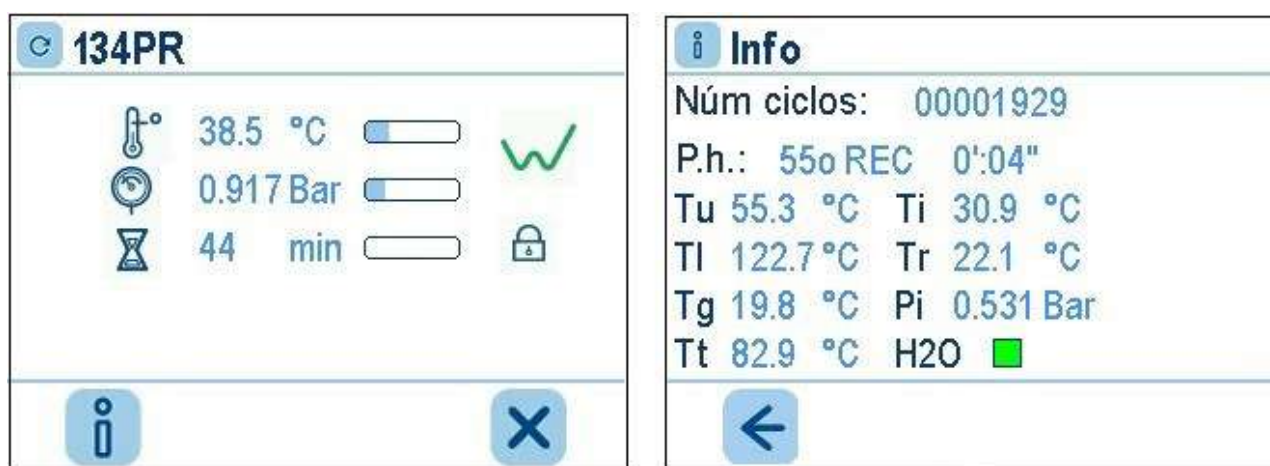 134PR
38.5 °C
0.917 Bar
44 min
Info
Núm ciclos: 00001929
P.h.: 55o REC 0':04"
Tu 55.3 °C Ti 30.9 °C
Tl 122.7 °C Tr 22.1 °C
Tg 19.8 °C Pi 0.531 Bar
Tt 82.9 °C H2O